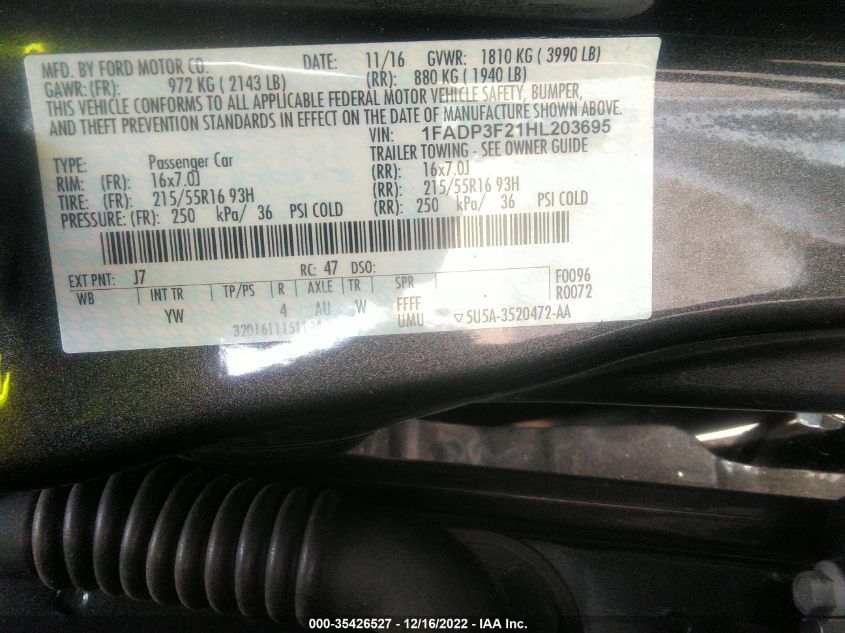 MFD. BY FORD MOTOR CO. DATE: 11/16 GVWR: 1810 KG ( 3990 LB)
GAWR: (FR): 972 KG ( 2143 LB) (RR): 880 KG ( 1940 LB)
THIS VEHICLE CONFORMS TO ALL APPLICABLE FEDERAL MOTOR VEHICLE SAFETY, BUMPER,
AND THEFT PREVENTION STANDARDS IN EFFECT ON THE DATE OF MANUFACTURE SHOWN ABOVE.
VIN: 1FADP3F21HL203695
TYPE: Passenger Car TRAILER TOWING - SEE OWNER GUIDE
RIM: (FR): 16x7.0J (RR): 16x7.0J
TIRE: (FR): 215/55R16 93H (RR): 215/55R16 93H
PRESSURE: (FR): 250 kPa/ 36 PSI COLD (RR): 250 kPa/ 36 PSI COLD
EXT PNT: J7 RC: 47 DSO: F0096
WB INT TR TP/PS R AXLE TR SPR R0072
YW 4 AU W FFFF
UMU ▽5U5A-3520472-AA
000-35426527 - 12/16/2022 - IAA Inc.